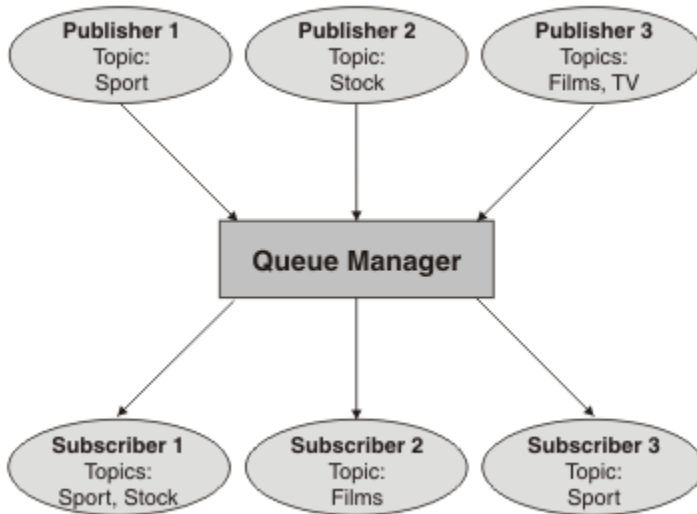 Publisher 1
Topic:
Sport
Publisher 2
Topic:
Stock
Publisher 3
Topics:
Films, TV
Queue Manager
Subscriber 1
Topics:
Sport, Stock
Subscriber 2
Topic:
Films
Subscriber 3
Topic:
Sport